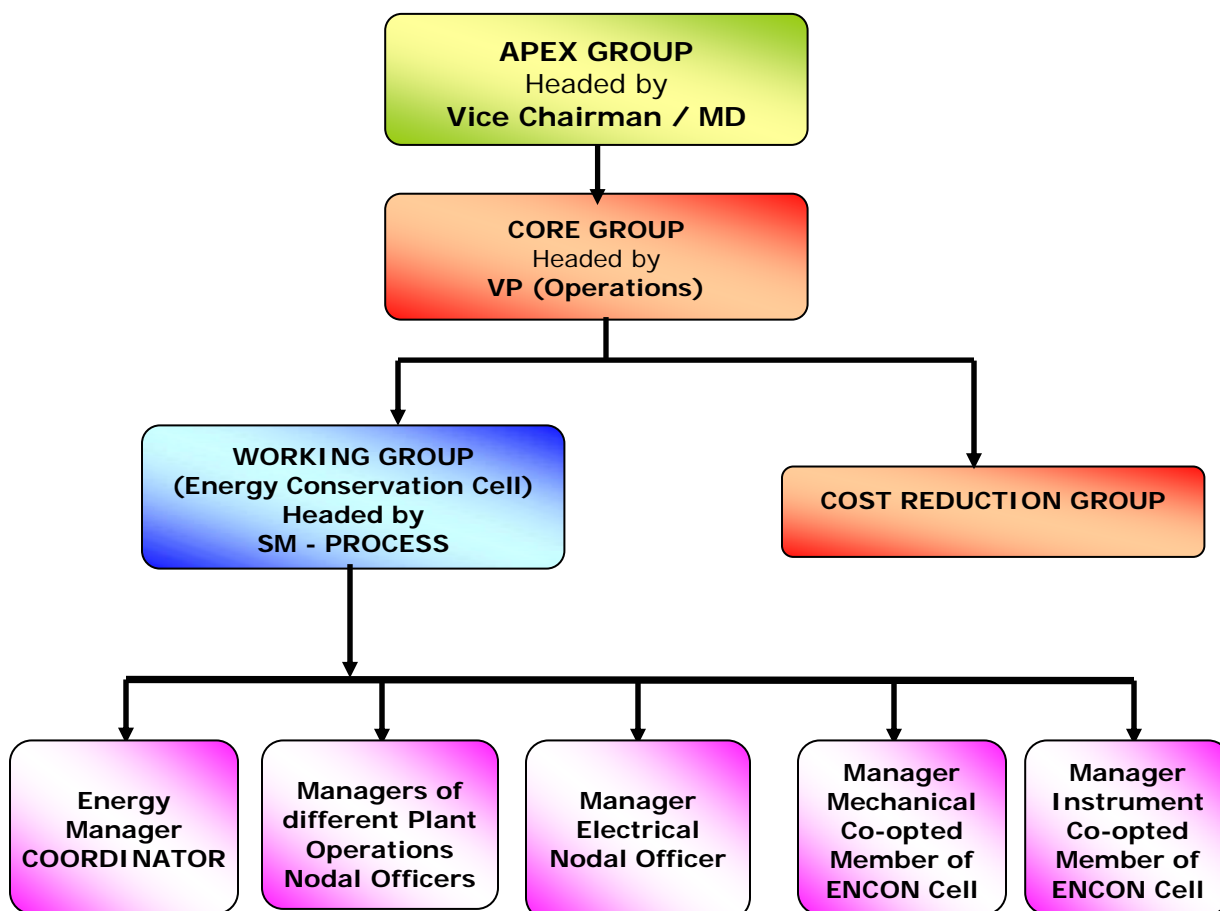 APEX GROUP
Headed by
Vice Chairman / MD
CORE GROUP
Headed by
VP (Operations)
WORKING GROUP
(Energy Conservation Cell)
Headed by
SM - PROCESS
COST REDUCTION GROUP
Energy
Manager
COORDINATOR
Managers of
different Plant
Operations
Nodal Officers
Manager
Electrical
Nodal Officer
Manager
Mechanical
Co-opted
Member of
ENCON Cell
Manager
Instrument
Co-opted
Member of
ENCON Cell